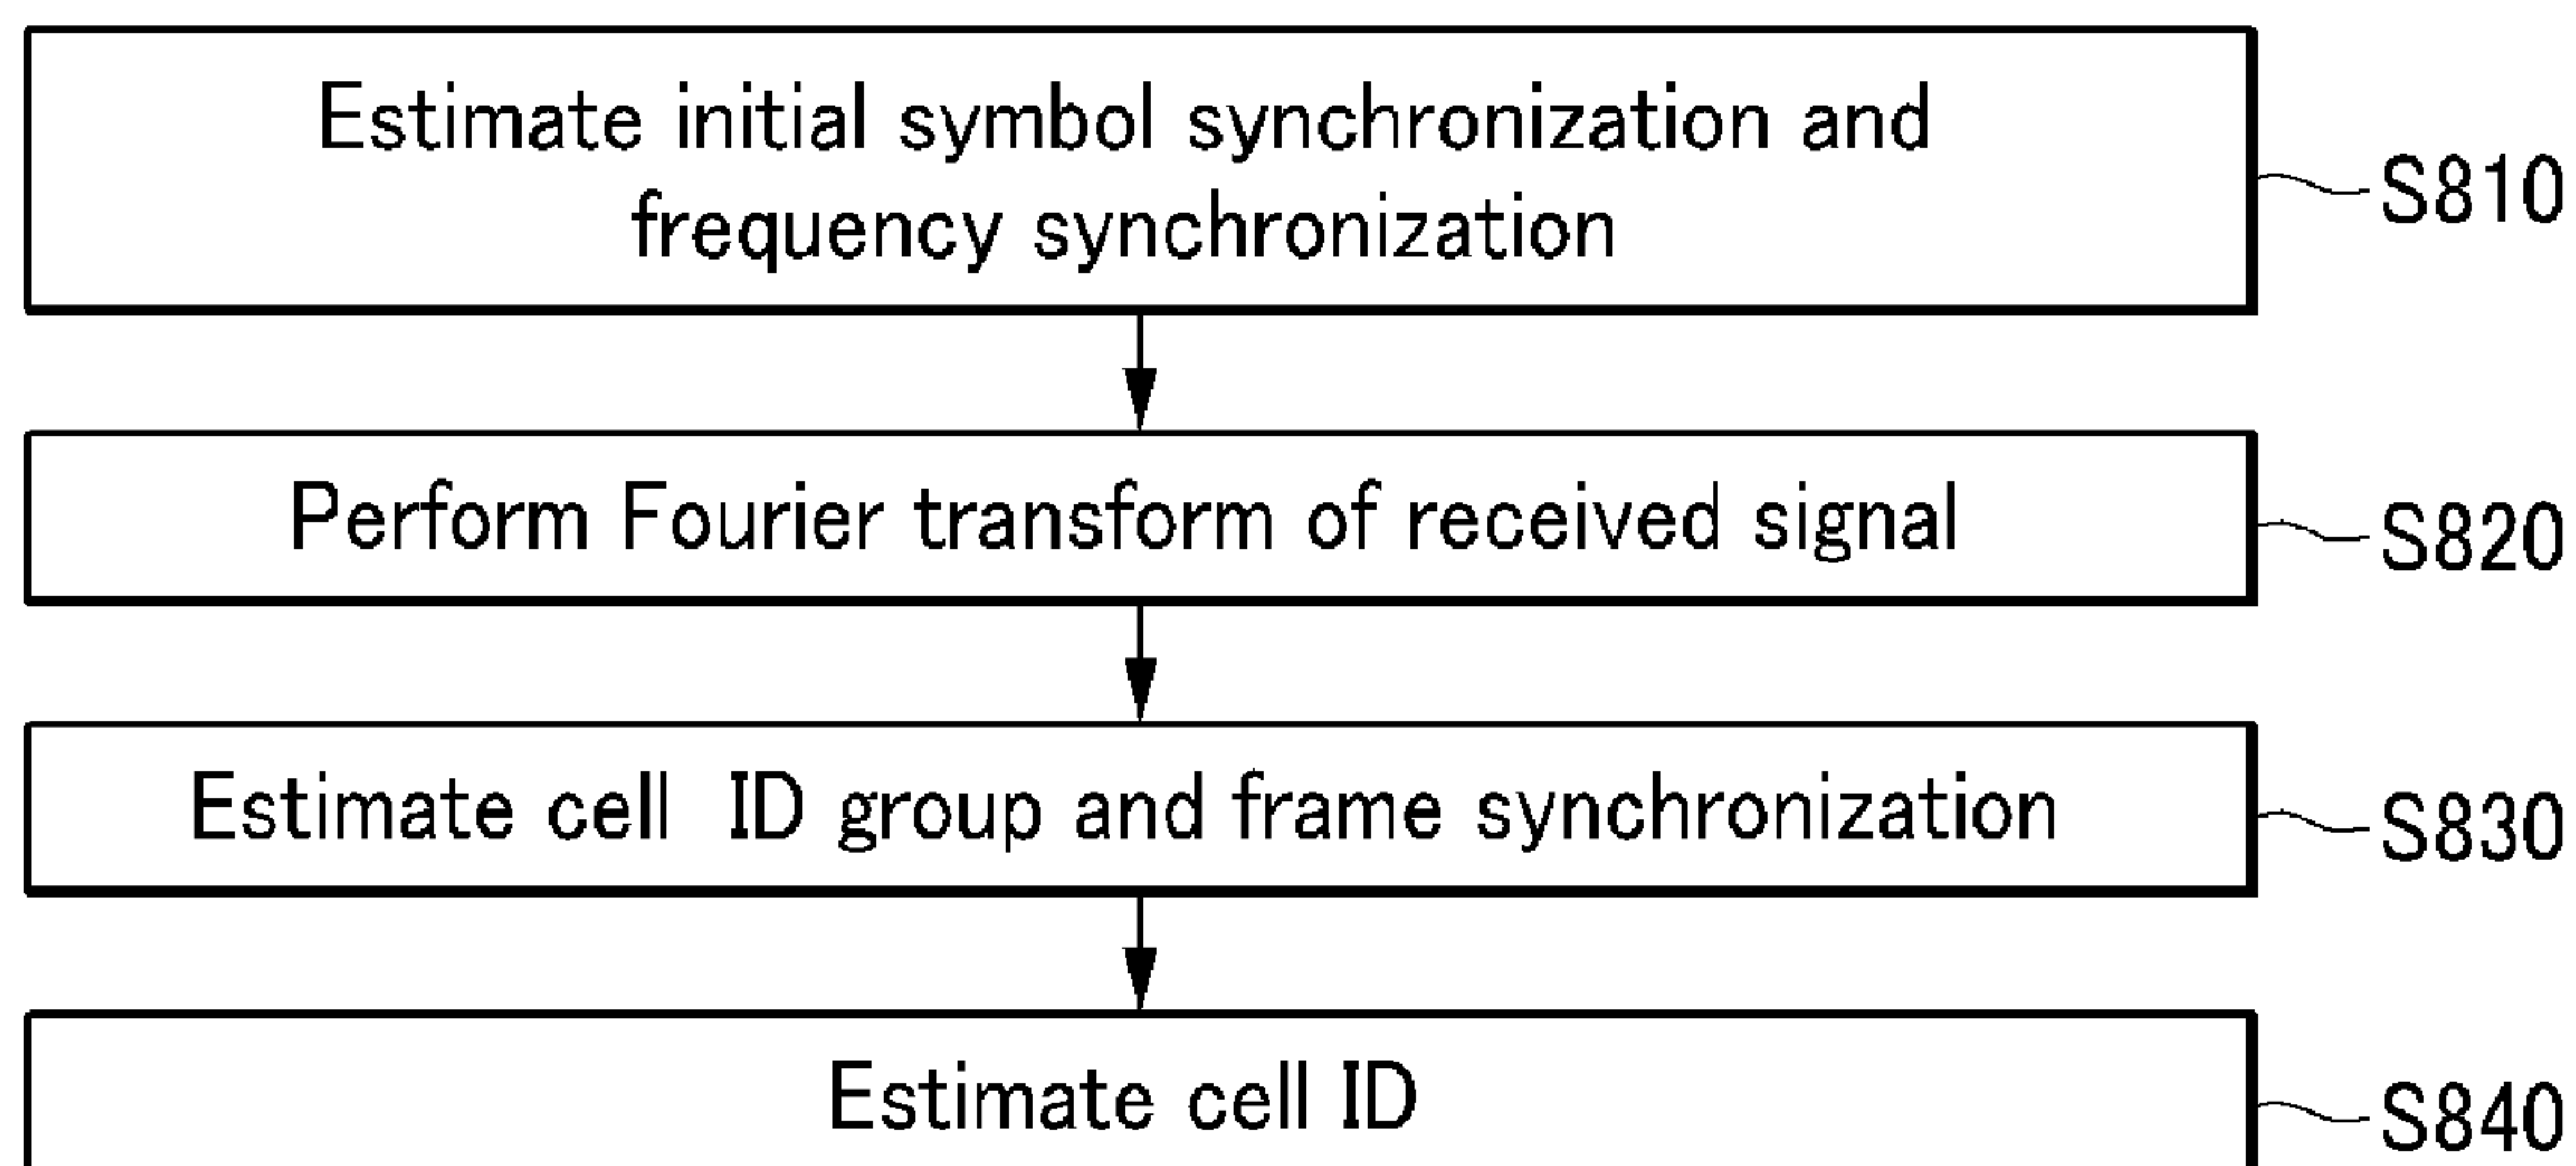 Estimate initial symbol synchronization and
frequency synchronization
S810
Perform Fourier transform of received signal
S820
Estimate cell ID group and frame synchronization
S830
Estimate cell ID
S840